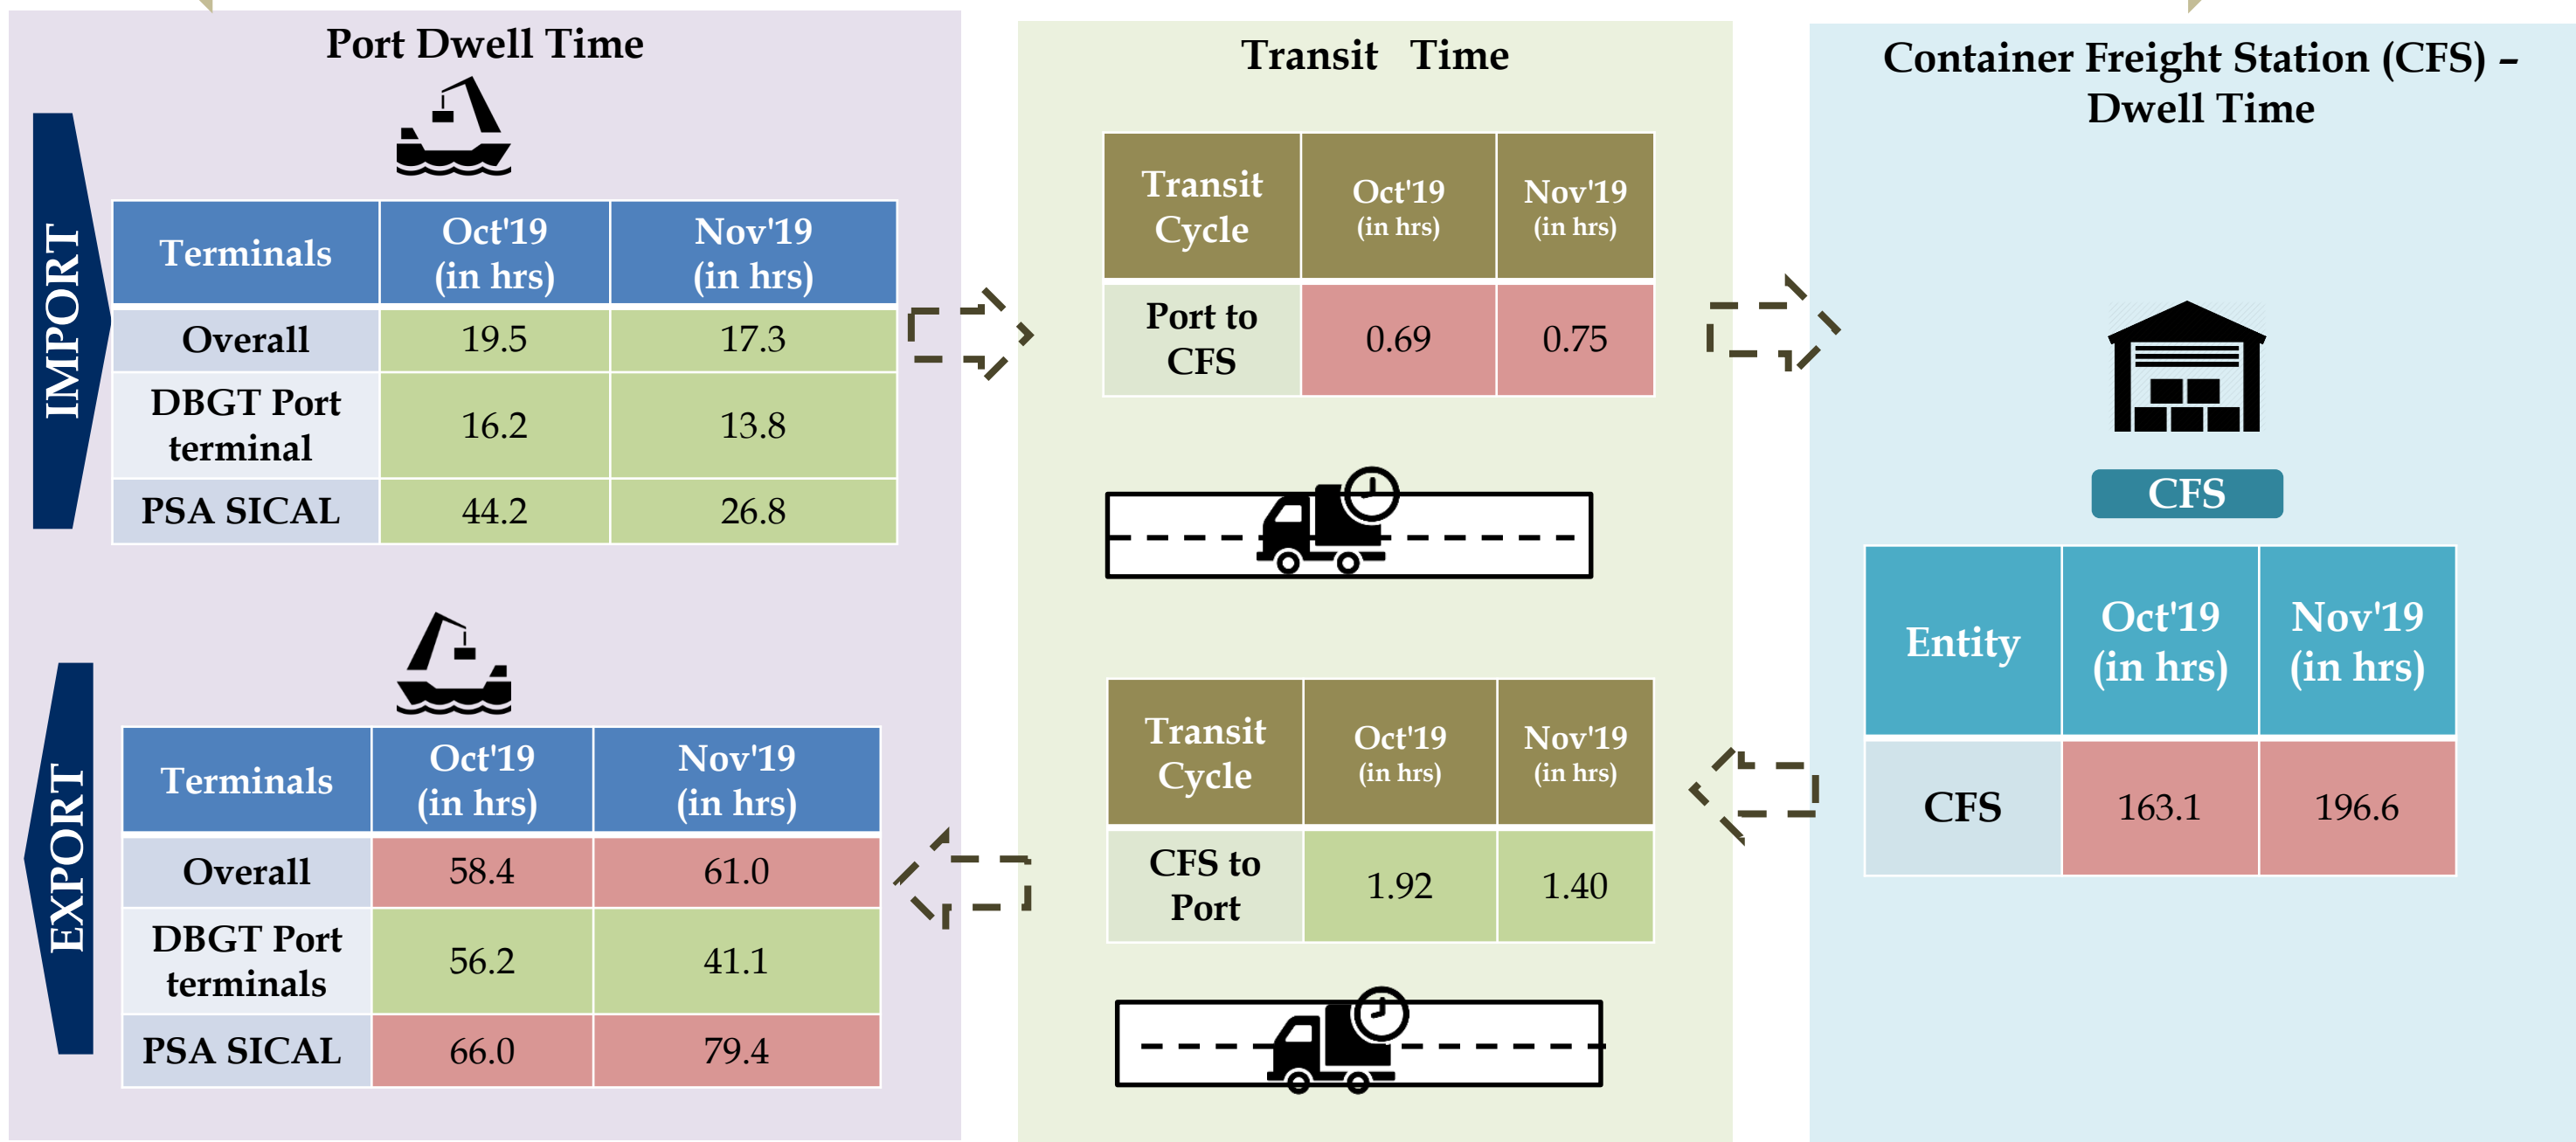 Port Dwell Time
IMPORT
Terminals Oct'19 (in hrs) Nov'19 (in hrs)
Overall 19.5 17.3
DBGT Port terminal 16.2 13.8
PSA SICAL 44.2 26.8
EXPORT
Terminals Oct'19 (in hrs) Nov'19 (in hrs)
Overall 58.4 61.0
DBGT Port terminals 56.2 41.1
PSA SICAL 66.0 79.4
Transit Time
Transit Cycle Oct'19 (in hrs) Nov'19 (in hrs)
Port to CFS 0.69 0.75
Transit Cycle Oct'19 (in hrs) Nov'19 (in hrs)
CFS to Port 1.92 1.40
Container Freight Station (CFS) –
Dwell Time
CFS
Entity Oct'19 (in hrs) Nov'19 (in hrs)
CFS 163.1 196.6